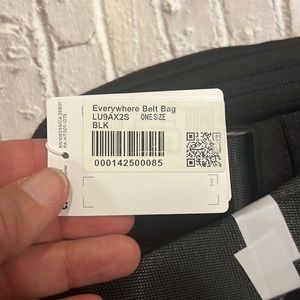 Everywhere Belt Bag
LU9AX2S ONE SIZE
BLK
000142500085